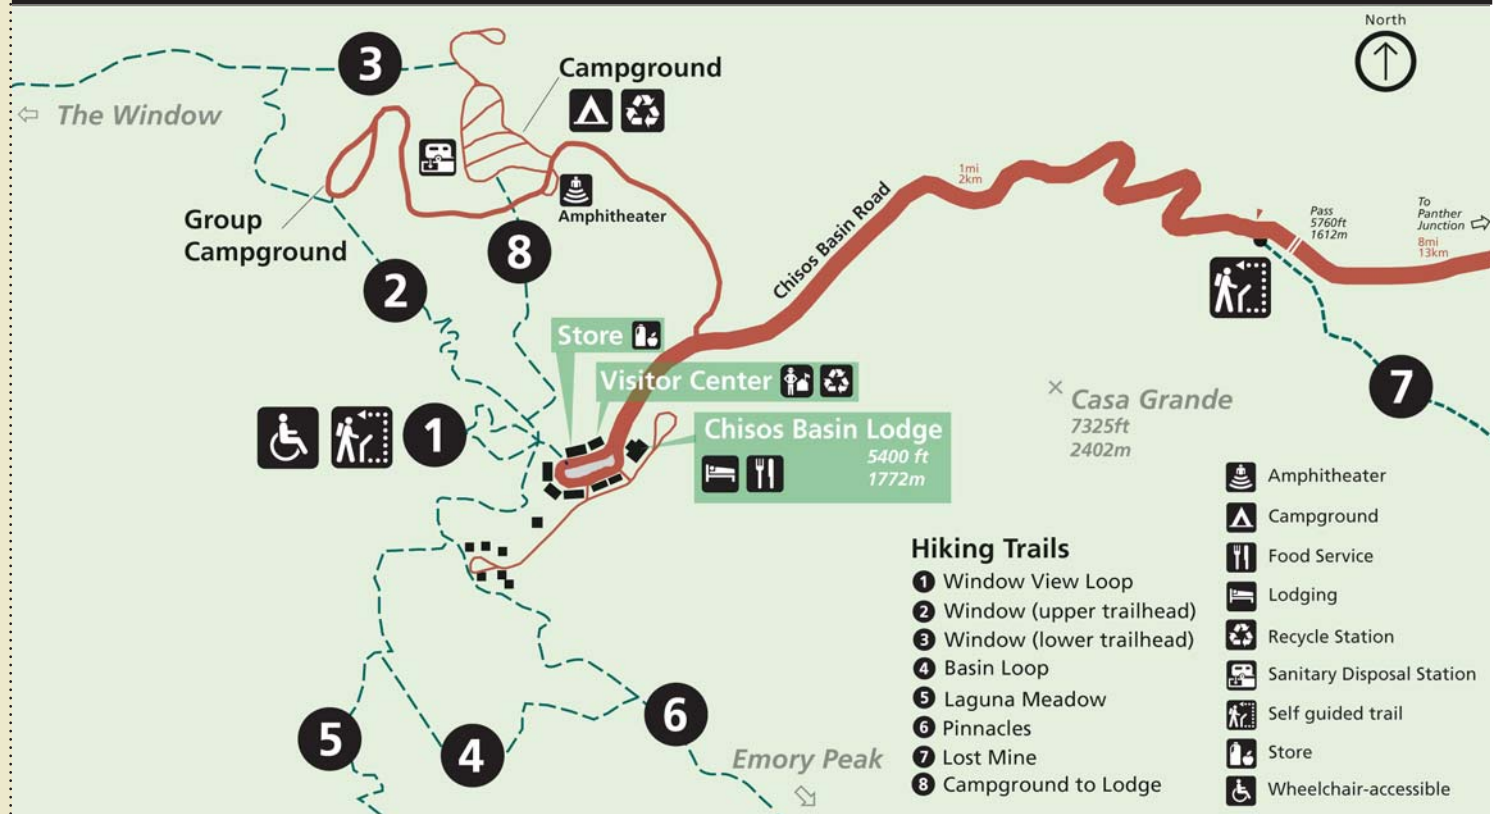 North
3
Campground
The Window
1mi
2km
Chisos Basin Road
Group
Campground
Amphitheater
8
2
Pass
5760ft
1612m
To
Panther
Junction
8mi
13km
Store
Visitor Center
7
Casa Grande
7325ft
2402m
1
Chisos Basin Lodge
5400 ft
1772m
5
4
6
Emory Peak
Hiking Trails
1 Window View Loop
2 Window (upper trailhead)
3 Window (lower trailhead)
4 Basin Loop
5 Laguna Meadow
6 Pinnacles
7 Lost Mine
8 Campground to Lodge
Amphitheater
Campground
Food Service
Lodging
Recycle Station
Sanitary Disposal Station
Self guided trail
Store
Wheelchair-accessible